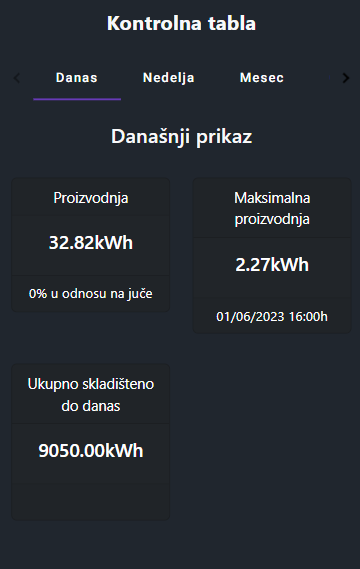 Kontrolna tabla
Danas Nedelja Mesec
Današnji prikaz
Proizvodnja
32.82kWh
0% u odnosu na juče
Maksimalna
proizvodnja
2.27kWh
01/06/2023 16:00h
Ukupno skladišteno
do danas
9050.00kWh